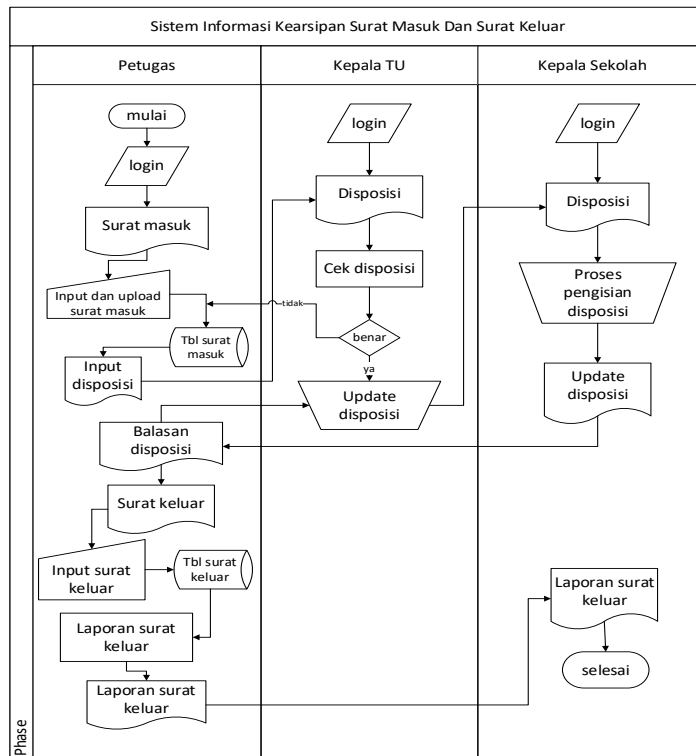 Sistem Informasi Kearsipan Surat Masuk Dan Surat Keluar
Petugas
Kepala TU
Kepala Sekolah
mulai
login
Surat masuk
Input dan upload
surat masuk
Tbl surat
masuk
Input
disposisi
Balasan
disposisi
Surat keluar
Input surat
keluar
Tbl surat
keluar
Laporan surat
keluar
Laporan surat
keluar
login
Disposisi
Cek disposisi
tidak
benar
ya
Update
disposisi
login
Disposisi
Proses
pengisian
disposisi
Update
disposisi
Laporan surat
keluar
selesai
Phase